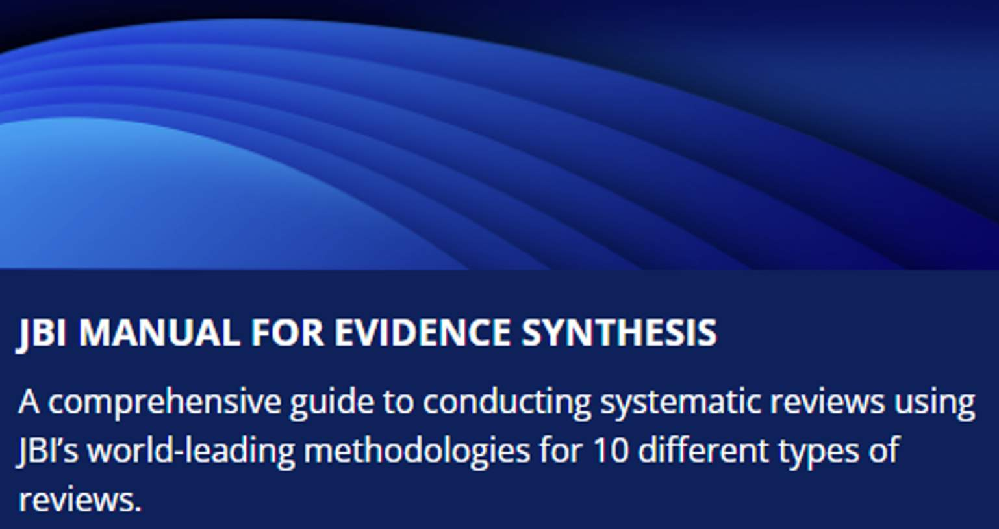 JBI MANUAL FOR EVIDENCE SYNTHESIS
A comprehensive guide to conducting systematic reviews using
JBI’s world-leading methodologies for 10 different types of
reviews.